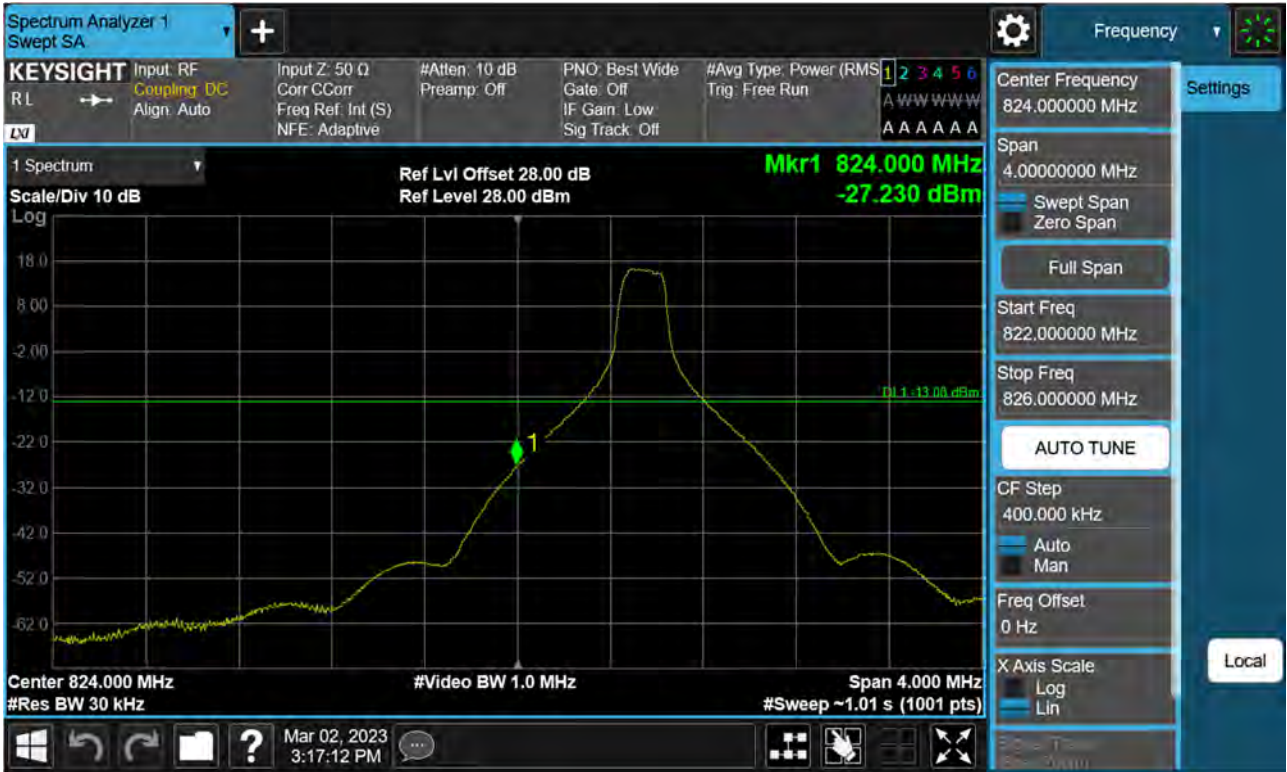 Spectrum Analyzer 1
Swept SA
+
Frequency
KEYSIGHT
R L
LXI
Input: RF
Coupling: DC
Align: Auto
Input Z: 50 Ω
Corr CCorr
Freq Ref: Int (S)
NFE: Adaptive
#Atten: 10 dB
Preamp: Off
PNO: Best Wide
Gate: Off
IF Gain: Low
Sig Track: Off
#Avg Type: Power (RMS
Trig: Free Run
1 2 3 4 5 6
A W W W W W
A A A A A A
1 Spectrum
Scale/Div 10 dB
Log
Ref Lvl Offset 28.00 dB
Ref Level 28.00 dBm
Mkr1 824.000 MHz
-27.230 dBm
18.0
8.00
-2.00
-12.0
-22.0
-32.0
-42.0
-52.0
-62.0
DL1 -13.00 dBm
1
Center 824.000 MHz
#Res BW 30 kHz
#Video BW 1.0 MHz
Span 4.000 MHz
#Sweep ~1.01 s (1001 pts)
Center Frequency
824.000000 MHz
Settings
Span
4.00000000 MHz
Swept Span
Zero Span
Full Span
Start Freq
822.000000 MHz
Stop Freq
826.000000 MHz
AUTO TUNE
CF Step
400.000 kHz
Auto
Man
Freq Offset
0 Hz
X Axis Scale
Log
Lin
Local
?
Mar 02, 2023
3:17:12 PM